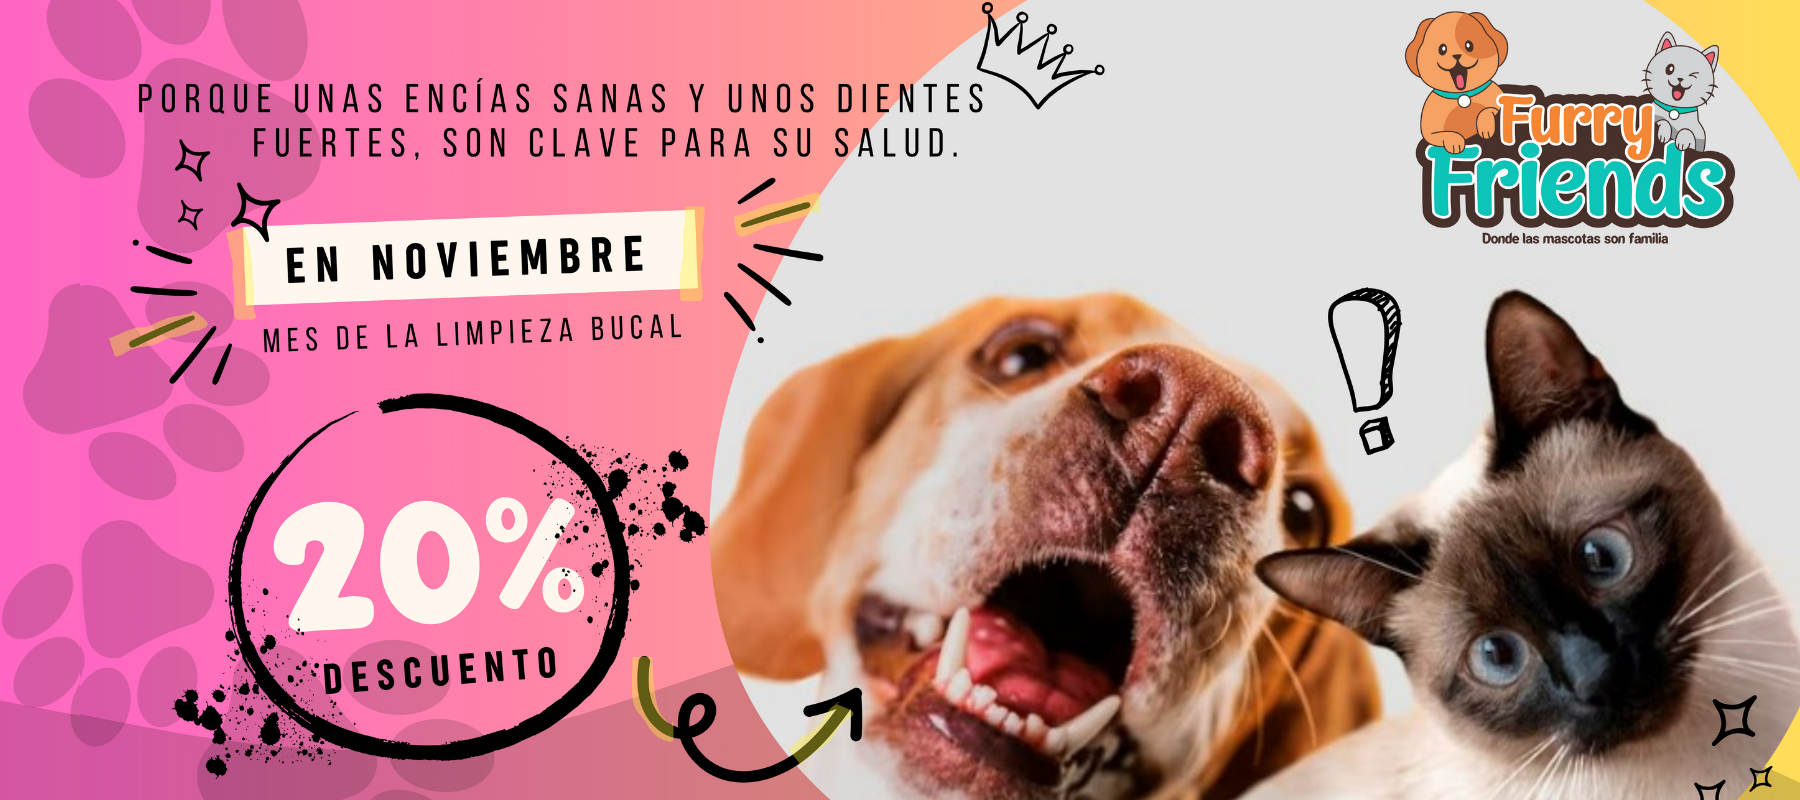 PORQUE UNAS ENCÍAS SANAS Y UNOS DIENTES
FUERTES, SON CLAVE PARA SU SALUD.
EN NOVIEMBRE
MES DE LA LIMPIEZA BUCAL
20%
DESCUENTO
Furry
Friends
Donde las mascotas son familia